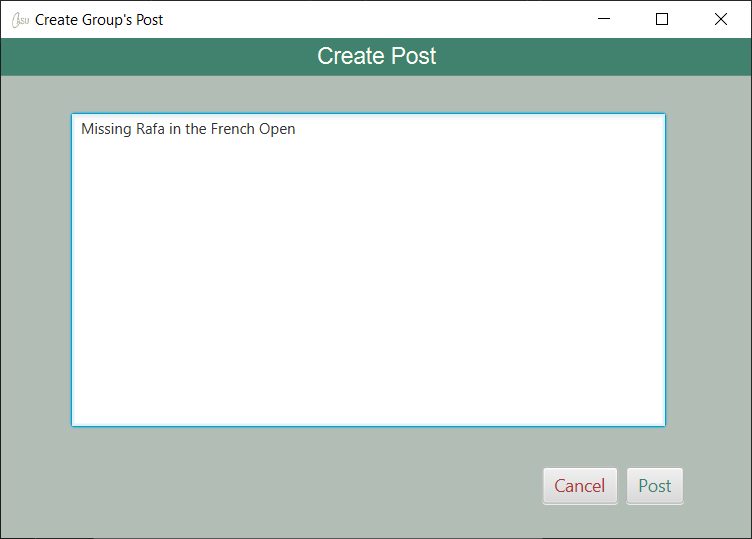 Create Group's Post
Create Post
Missing Rafa in the French Open
Cancel
Post